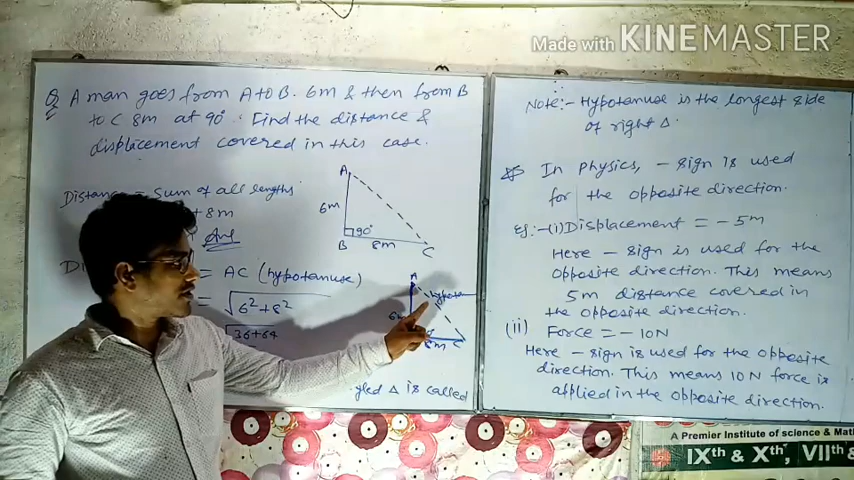 Made with KINEMASTER
Q A man goes from A to B. 6m & then from B
to C 8m at 90°. Find the distance &
displacement covered in this case.
Distance = Sum of all lengths
+ 8m
Ans
= AC (hypotenuse)
= √6²+8²
√36+64
gled Δ is called
A
6m
90°
B 8m C
A
8m C
Note:- Hypotenuse is the longest side
of right Δ.
In Physics, - sign is used
for the opposite direction.
Eg:-(i) Displacement = -5m
Here - sign is used for the
opposite direction. This means
5m distance covered in
the opposite direction.
(ii) Force = -10N
Here - sign is used for the opposite
direction. This means 10N force is
applied in the opposite direction.
A Premier Institute of science & Math
IXth & Xth, VIIth &